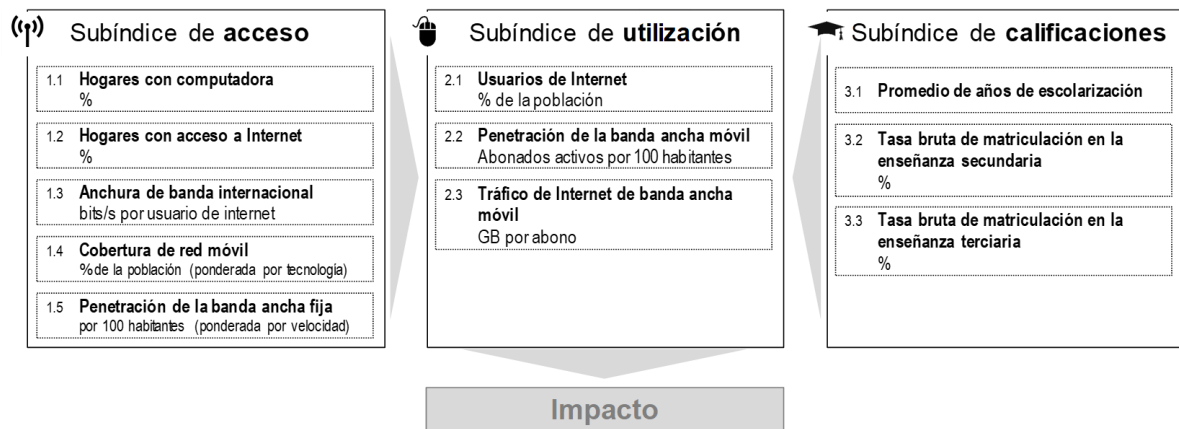 Subíndice de acceso
1.1 Hogares con computadora
%
1.2 Hogares con acceso a Internet
%
1.3 Anchura de banda internacional
bits/s por usuario de internet
1.4 Cobertura de red móvil
% de la población (ponderada por tecnología)
1.5 Penetración de la banda ancha fija
por 100 habitantes (ponderada por velocidad)
Subíndice de utilización
2.1 Usuarios de Internet
% de la población
2.2 Penetración de la banda ancha móvil
Abonados activos por 100 habitantes
2.3 Tráfico de Internet de banda ancha
móvil
GB por abono
Subíndice de calificaciones
3.1 Promedio de años de escolarización
3.2 Tasa bruta de matriculación en la
enseñanza secundaria
%
3.3 Tasa bruta de matriculación en la
enseñanza terciaria
%
Impacto